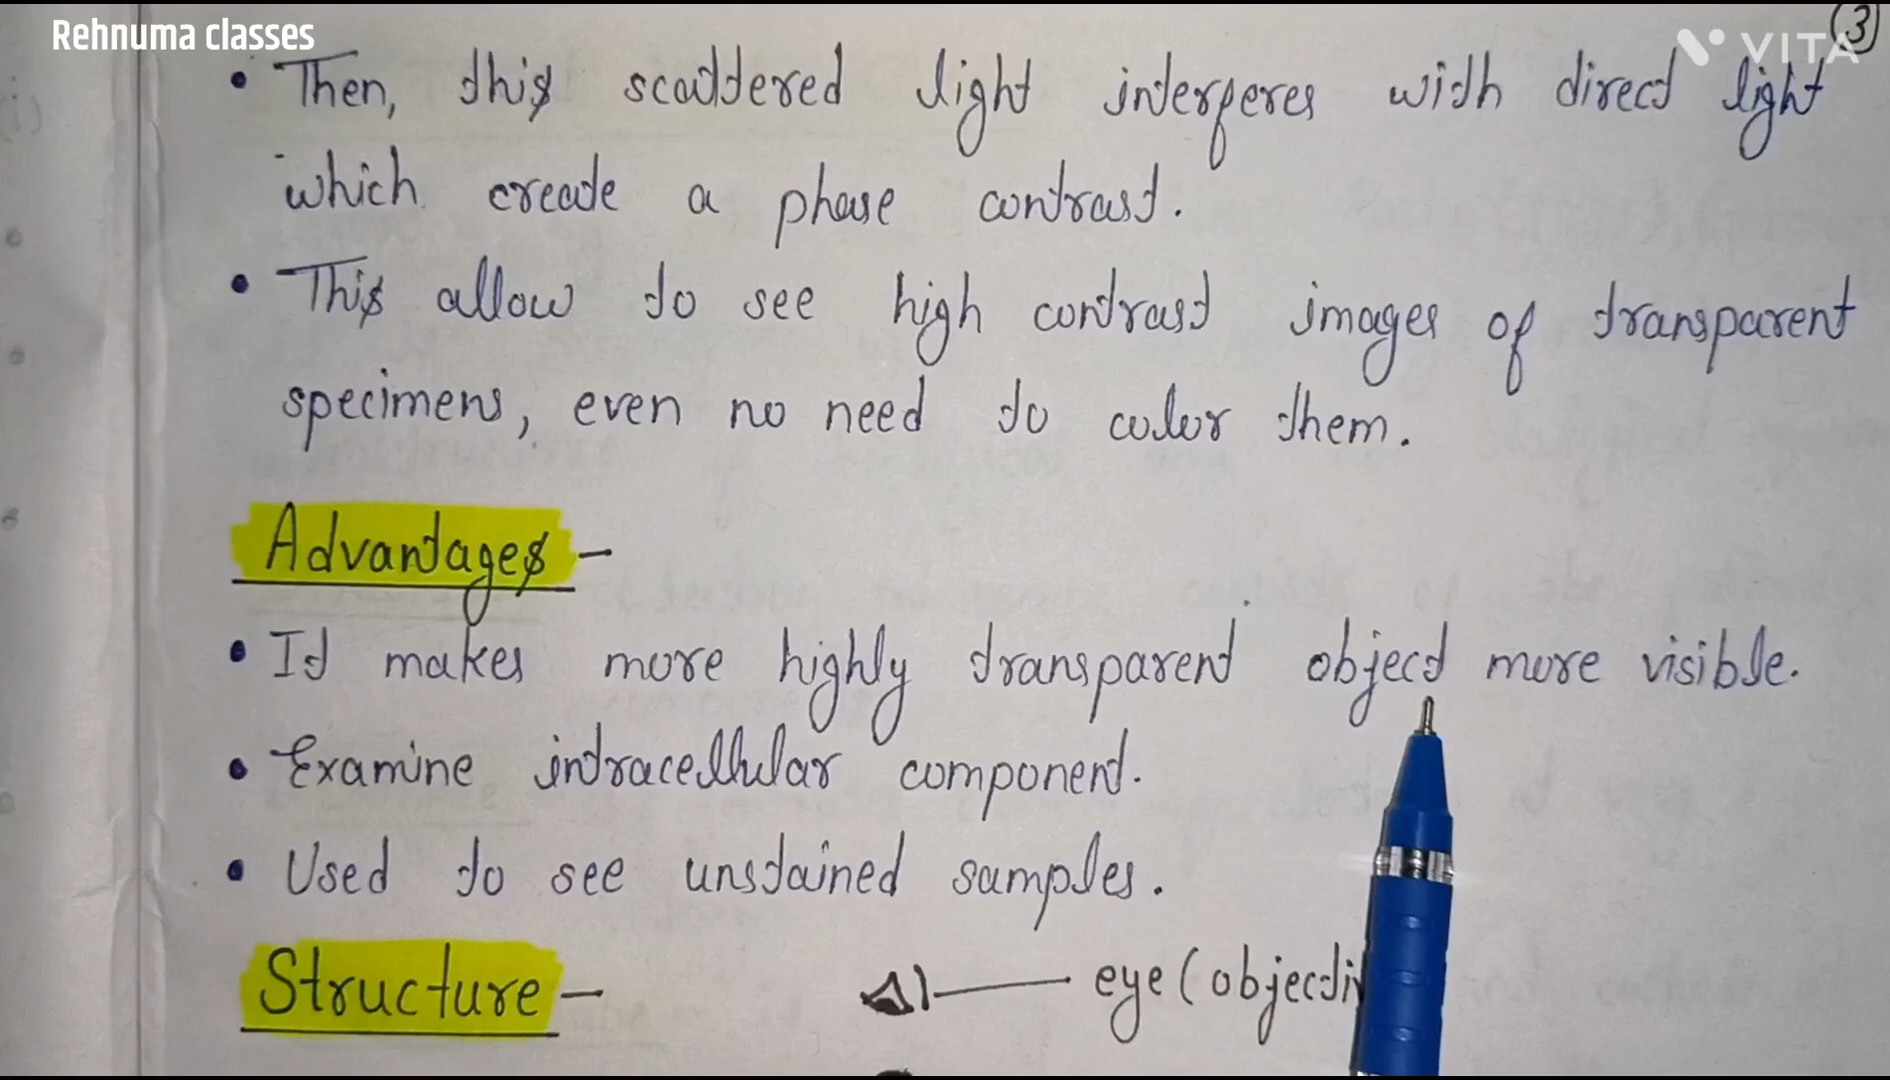 Rehnuma classes
VITA
3
• Then, this scattered light interferes with direct light
which create a phase contrast.
• This allow to see high contrast images of transparent
specimens, even no need to color them.
Advantages -
• It makes more highly transparent object more visible.
• Examine intracellular component.
• Used to see unstained samples.
Structure -
eye (objecti